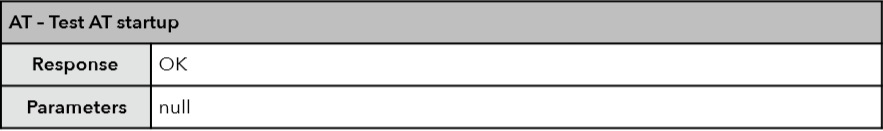 AT - Test AT startup
Response OK
Parameters null